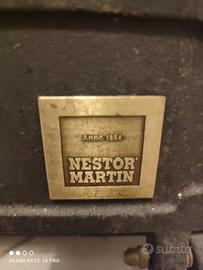 Anno 1854
NESTOR
MARTIN
REDMI NOTE 10 PRO
subito